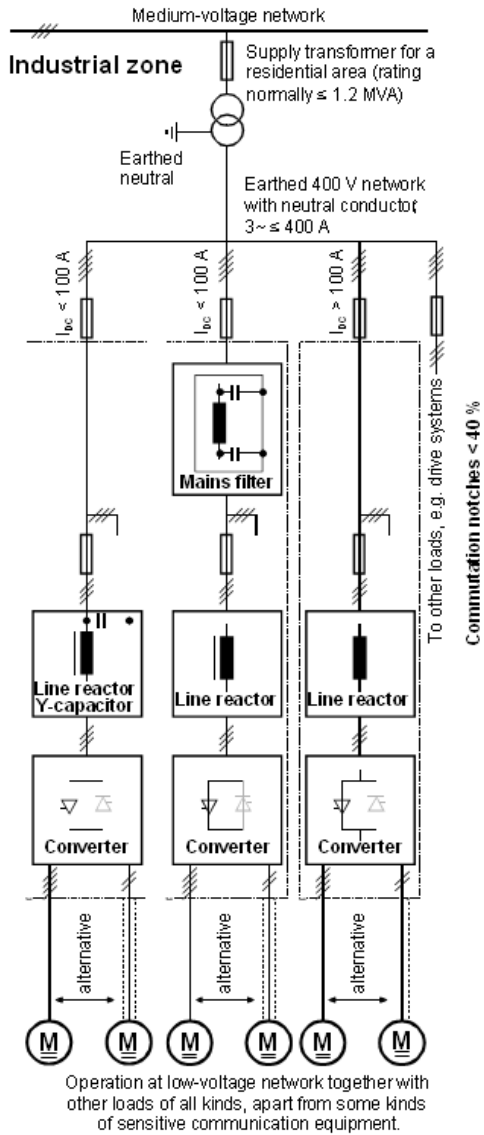 Medium-voltage network
Industrial zone
Supply transformer for a
residential area (rating
normally ≤ 1.2 MVA)
Earthed
neutral
Earthed 400 V network
with neutral conductor,
3~ ≤ 400 A
I_DC < 100 A
I_DC < 100 A
I_DC > 100 A
To other loads, e.g. drive systems
Commutation notches < 40 %
Mains filter
Line reactor
Y-capacitor
Line reactor
Line reactor
Converter
Converter
Converter
alternative
alternative
alternative
M
M
M
M
M
M
Operation at low-voltage network together with
other loads of all kinds, apart from some kinds
of sensitive communication equipment.